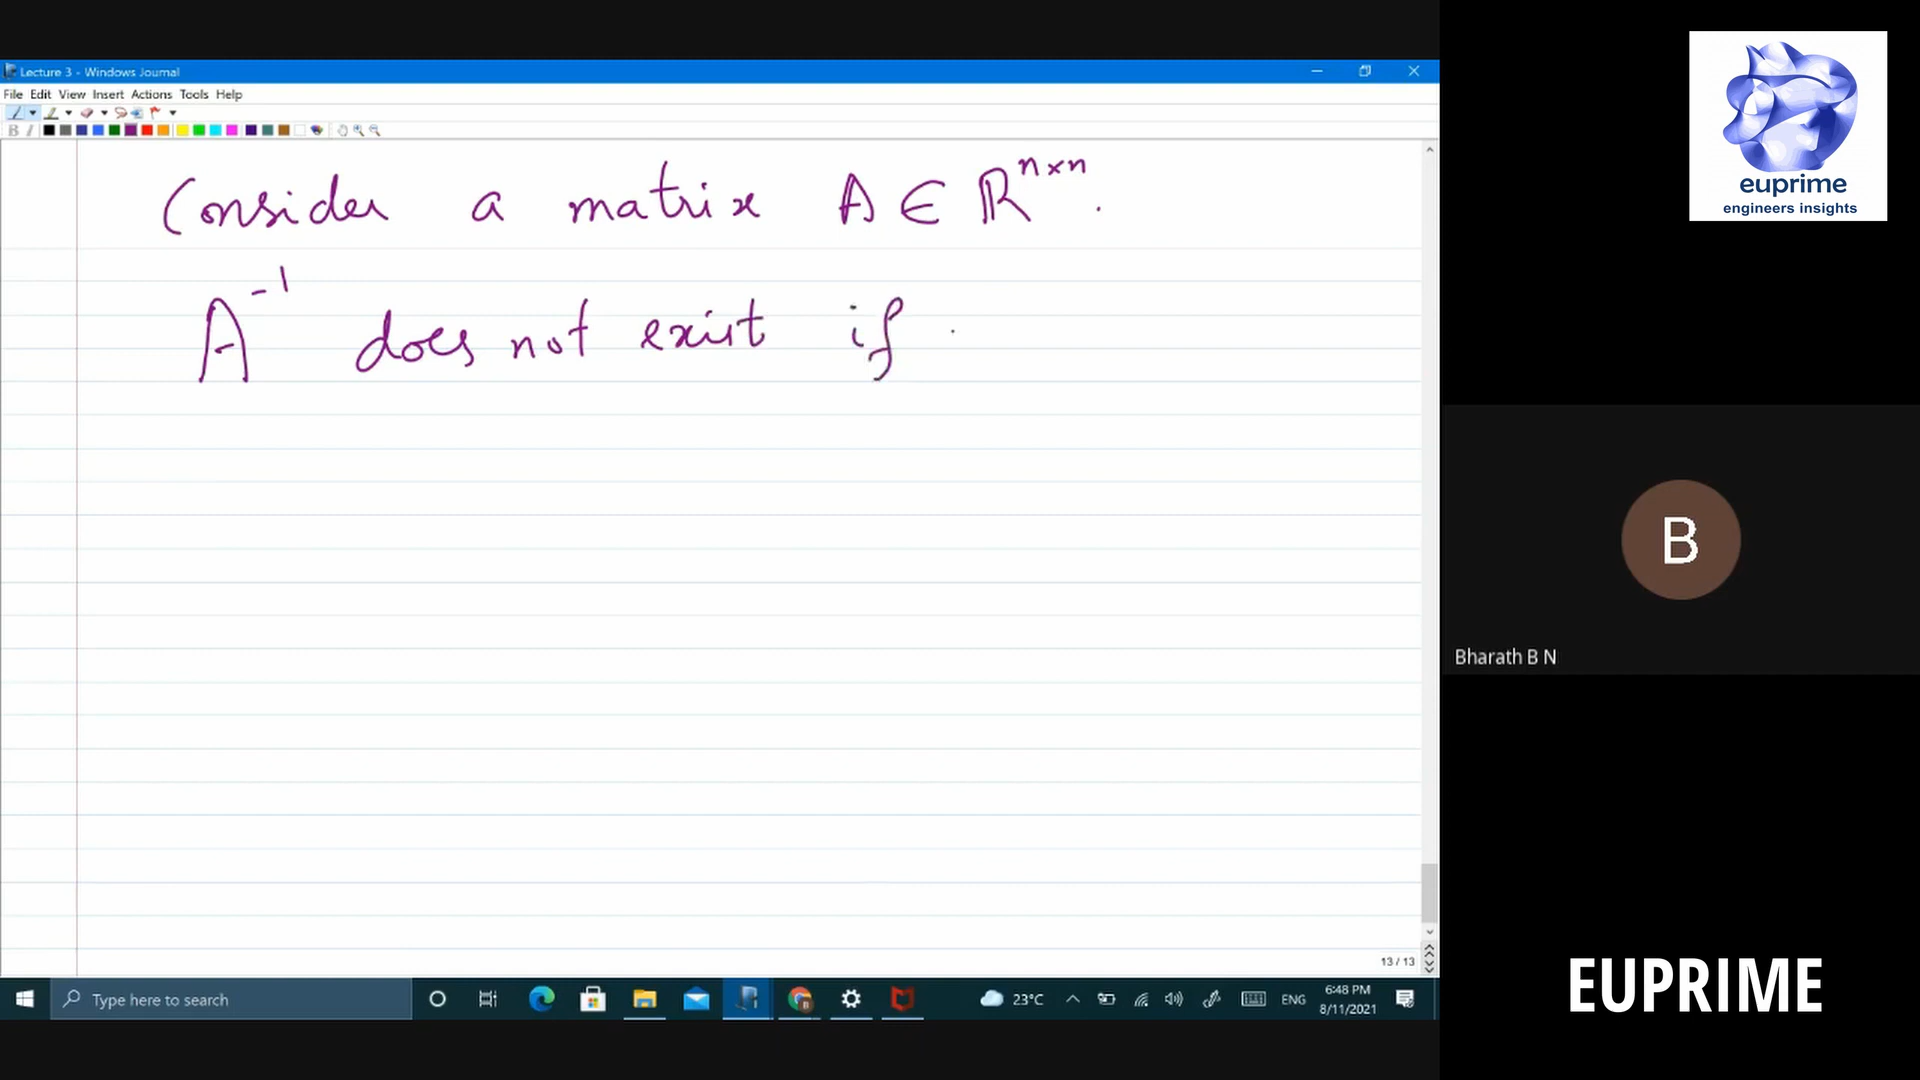 Lecture 3 - Windows Journal
File Edit View Insert Actions Tools Help
B I
Consider a matrix A ∈ ℝⁿˣⁿ.
A⁻¹ does not exist if
13 / 13
Type here to search
23°C
ENG
6:48 PM
8/11/2021
euprime
engineers insights
B
Bharath B N
EUPRIME